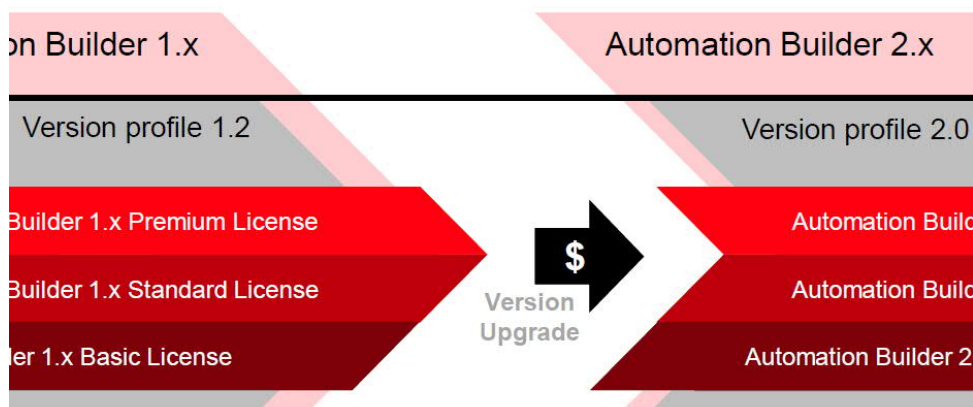 on Builder 1.x
Automation Builder 2.x
Version profile 1.2
Version profile 2.0
Builder 1.x Premium License
Automation Build
$
Builder 1.x Standard License
Automation Build
Version
Upgrade
der 1.x Basic License
Automation Builder 2